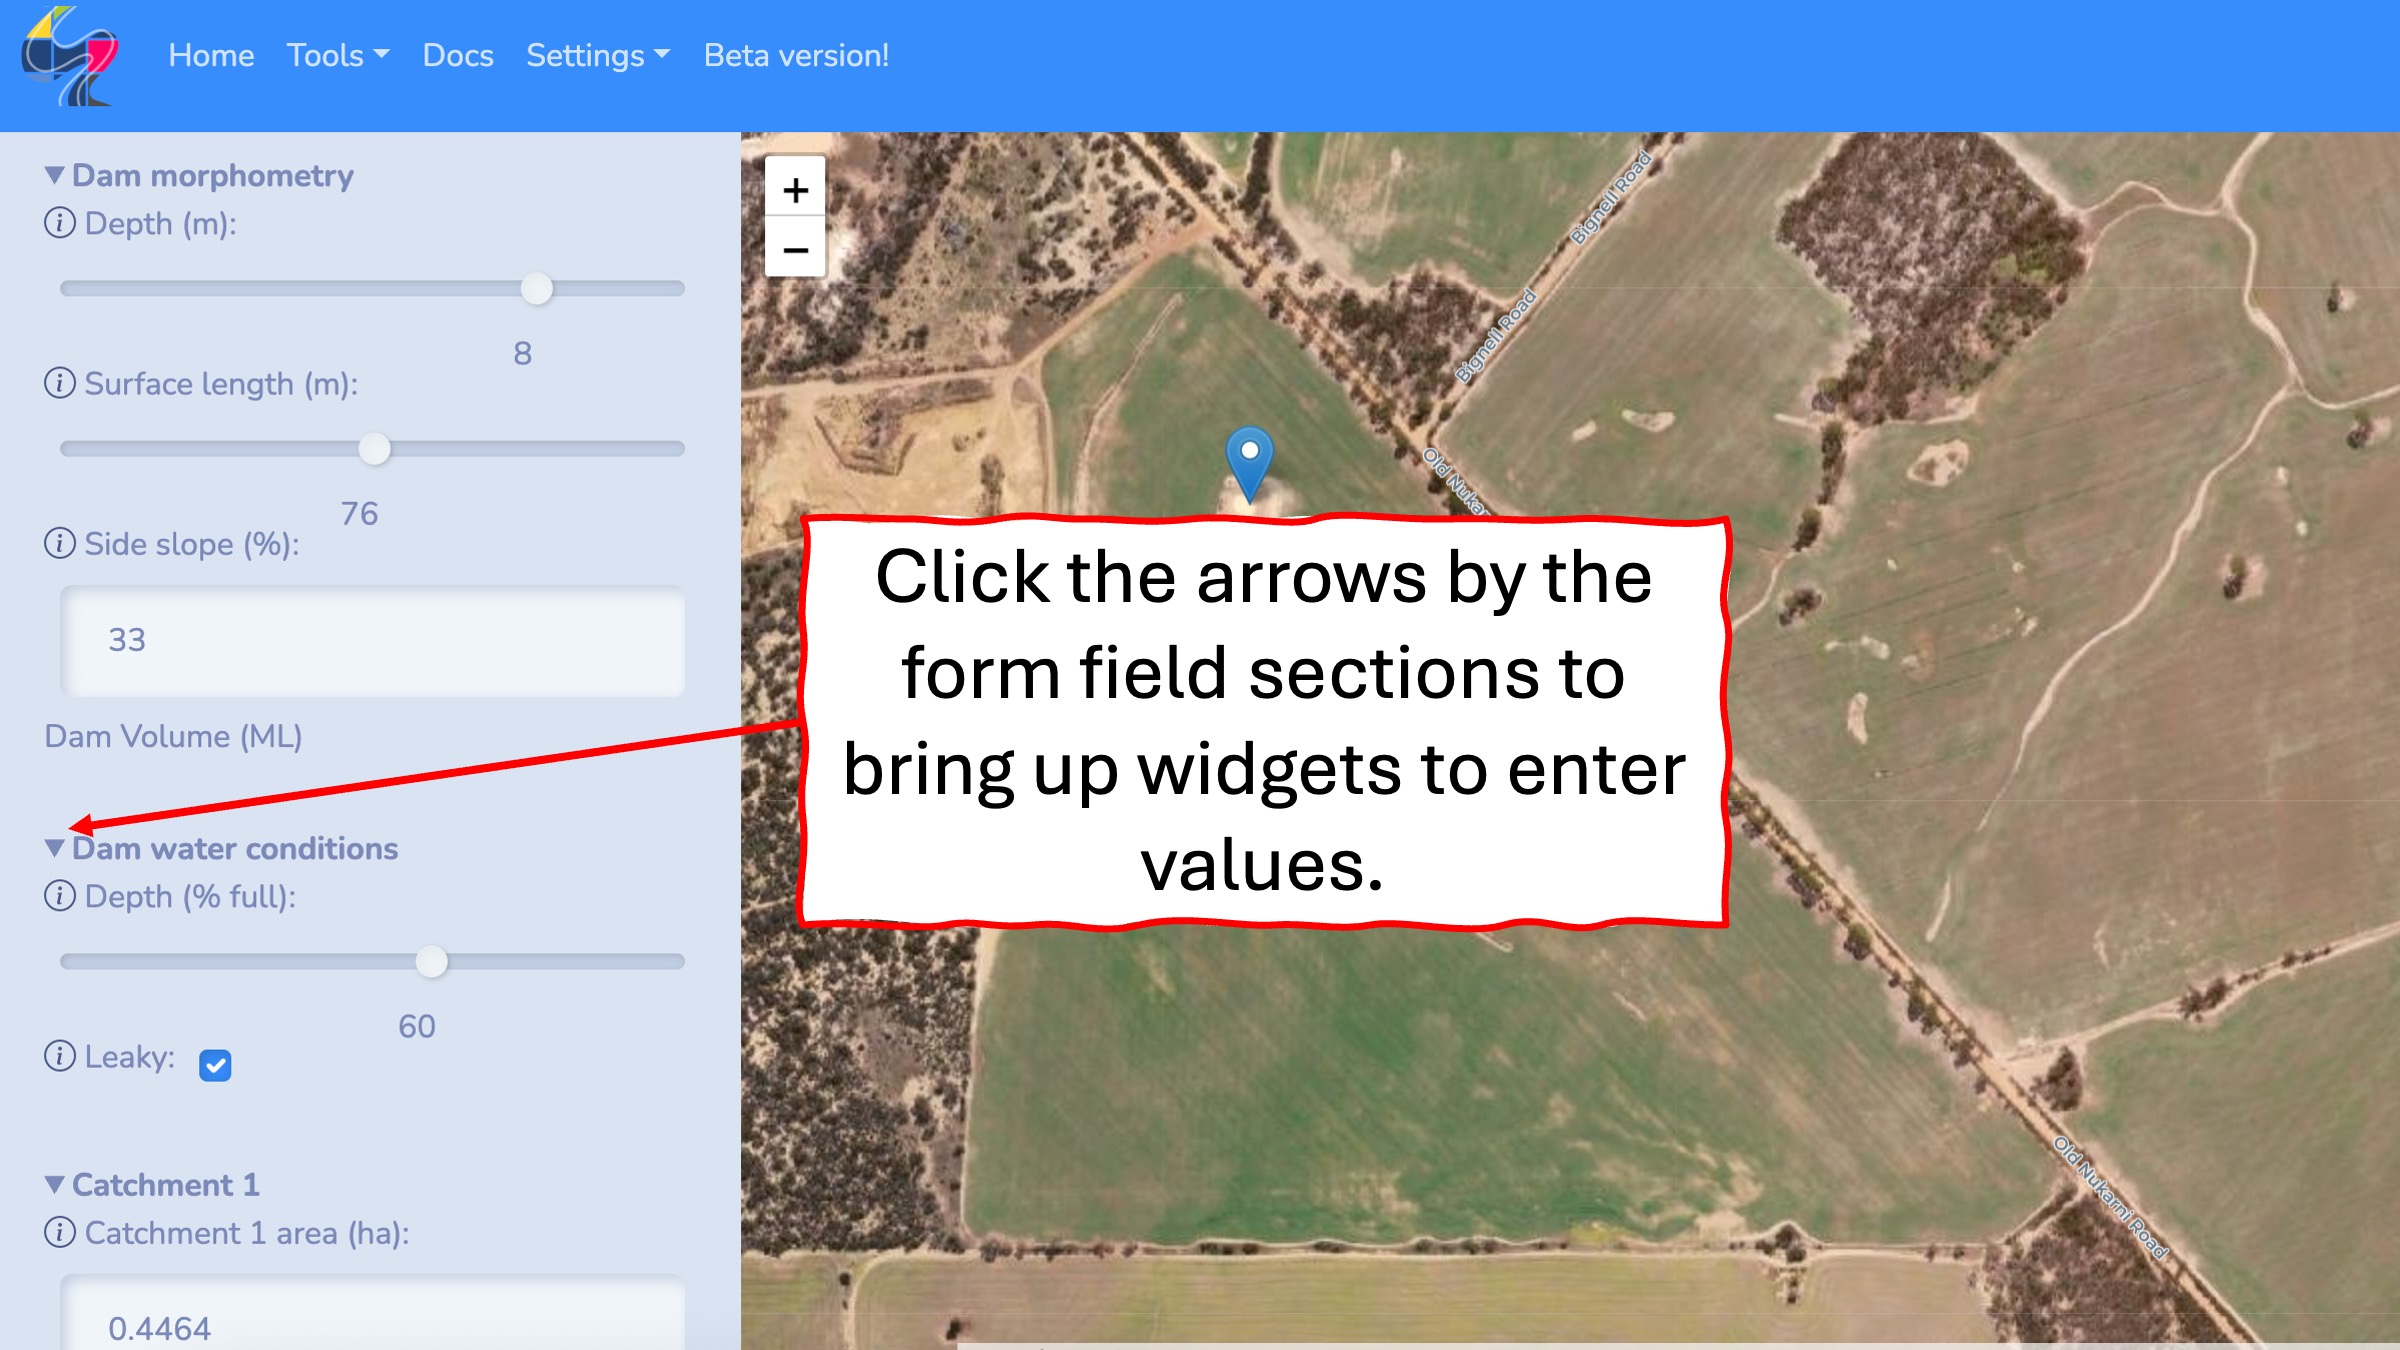 Home Tools Docs Settings Beta version!
Dam morphometry
Depth (m):
8
Surface length (m):
76
Side slope (%):
33
Dam Volume (ML)
Dam water conditions
Depth (% full):
60
Leaky:
Catchment 1
Catchment 1 area (ha):
0.4464
+
−
Bignell Road
Bignell Road
Old Nukar
Click the arrows by the
form field sections to
bring up widgets to enter
values.
Old Nukarni Road